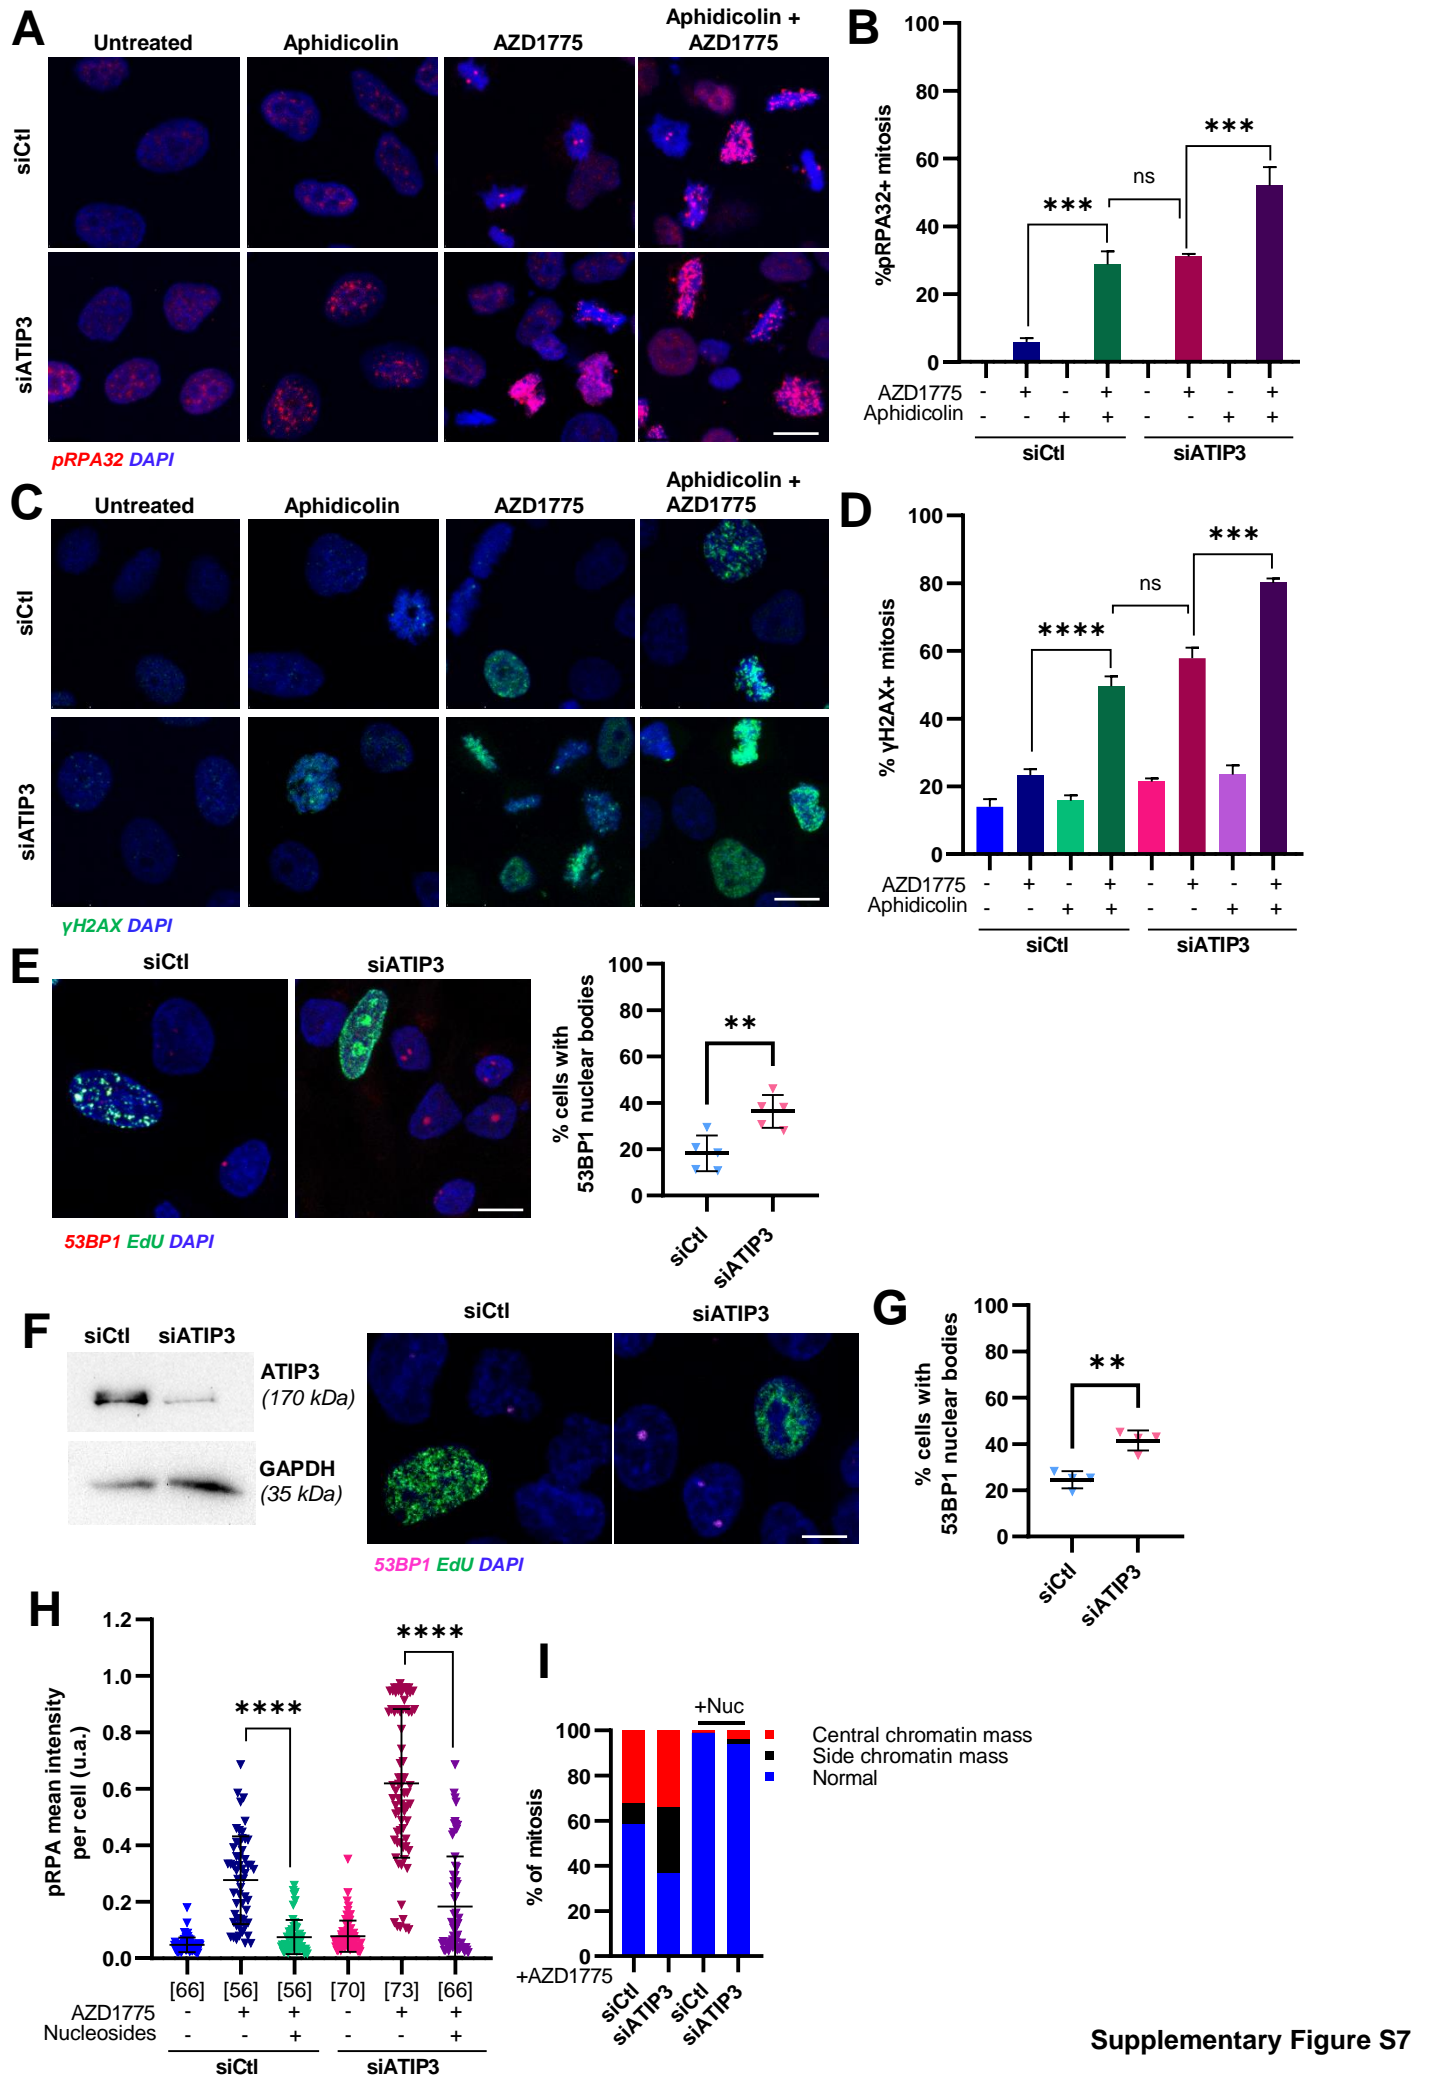 A
Untreated
Aphidicolin
AZD1775
Aphidicolin +
AZD1775
siCtl
siATIP3
pRPA32 DAPI
B
%pRPA32+ mitosis
100
80
60
40
20
0
***
ns
***
AZD1775 - + - + - + - +
Aphidicolin - - + + - - + +
siCtl
siATIP3
C
Untreated
Aphidicolin
AZD1775
Aphidicolin +
AZD1775
siCtl
siATIP3
γH2AX DAPI
D
% γH2AX+ mitosis
100
80
60
40
20
0
****
ns
***
AZD1775 - + - + - + - +
Aphidicolin - - + + - - + +
siCtl
siATIP3
E
siCtl
siATIP3
53BP1 EdU DAPI
% cells with
53BP1 nuclear bodies
100
80
60
40
20
0
**
siCtl
siATIP3
F
siCtl siATIP3
ATIP3
(170 kDa)
GAPDH
(35 kDa)
siCtl
siATIP3
53BP1 EdU DAPI
G
% cells with
53BP1 nuclear bodies
100
80
60
40
20
0
**
siCtl
siATIP3
H
pRPA mean intensity
per cell (u.a.)
1.2
1.0
0.8
0.6
0.4
0.2
0.0
****
****
[66] [56] [56] [70] [73] [66]
AZD1775 - + + - + +
Nucleosides - - + - - +
siCtl
siATIP3
I
% of mitosis
100
80
60
40
20
0
+Nuc
Central chromatin mass
Side chromatin mass
Normal
+AZD1775
siCtl
siATIP3
siCtl
siATIP3
Supplementary Figure S7